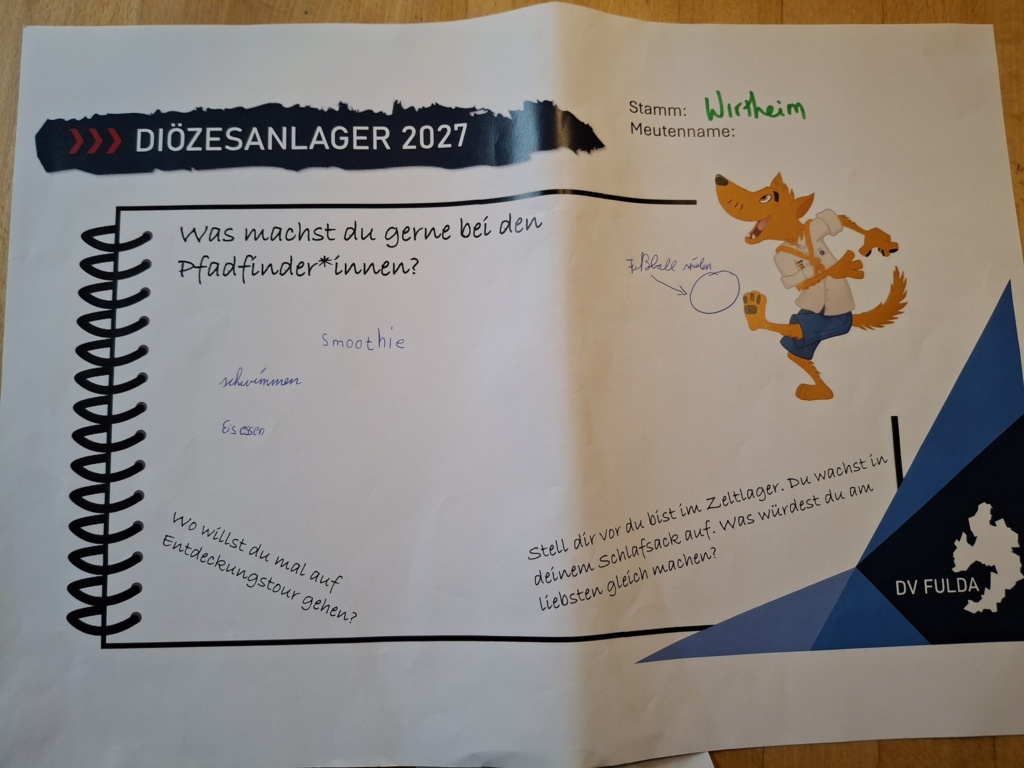 >>> DIÖZESANLAGER 2027
Stamm: Wirtheim
Meutenname:
Was machst du gerne bei den
Pfadfinder*innen?
Fußball spielen
Smoothie
schwimmen
Eis essen
Wo willst du mal auf
Entdeckungstour gehen?
Stell dir vor du bist im Zeltlager. Du wachst in
deinem Schlafsack auf. Was würdest du am
liebsten gleich machen?
DV FULDA